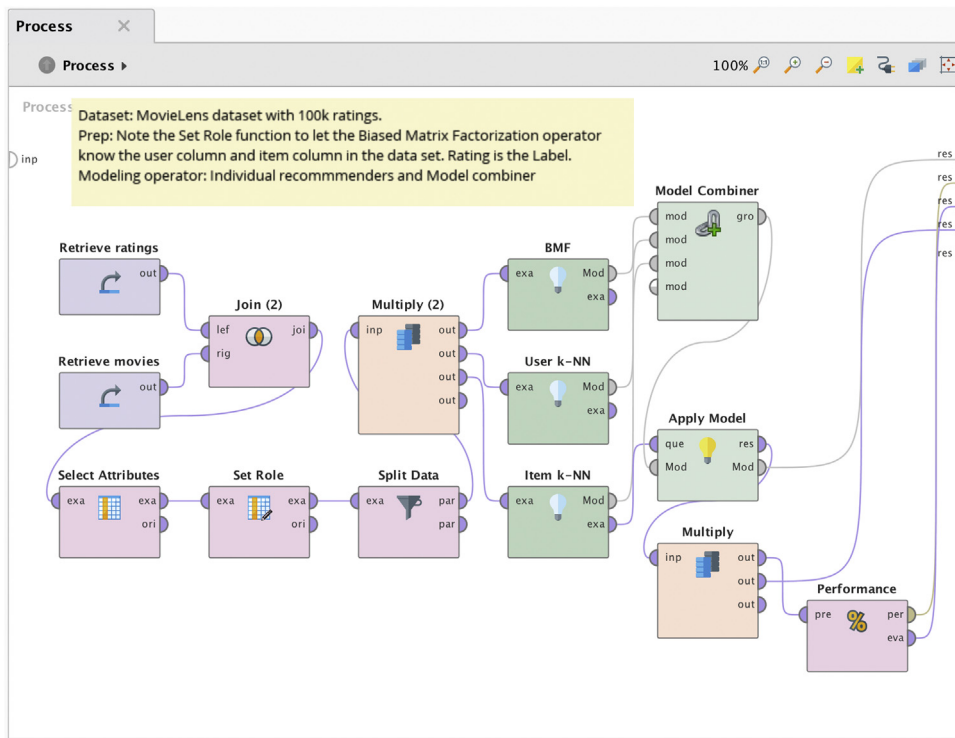 Process
Process
100%
Process
inp
Dataset: MovieLens dataset with 100k ratings.
Prep: Note the Set Role function to let the Biased Matrix Factorization operator
know the user column and item column in the data set. Rating is the Label.
Modeling operator: Individual recommmenders and Model combiner
res
res
res
res
res
Model Combiner
mod gro
mod
mod
mod
Retrieve ratings
out
BMF
exa Mod
exa
Join (2)
lef joi
rig
Multiply (2)
inp out
out
out
out
Retrieve movies
out
User k-NN
exa Mod
exa
Apply Model
que res
Mod Mod
Select Attributes
exa exa
ori
Set Role
exa exa
ori
Split Data
exa par
par
Item k-NN
exa Mod
exa
Multiply
inp out
out
out
Performance
pre % per
eva